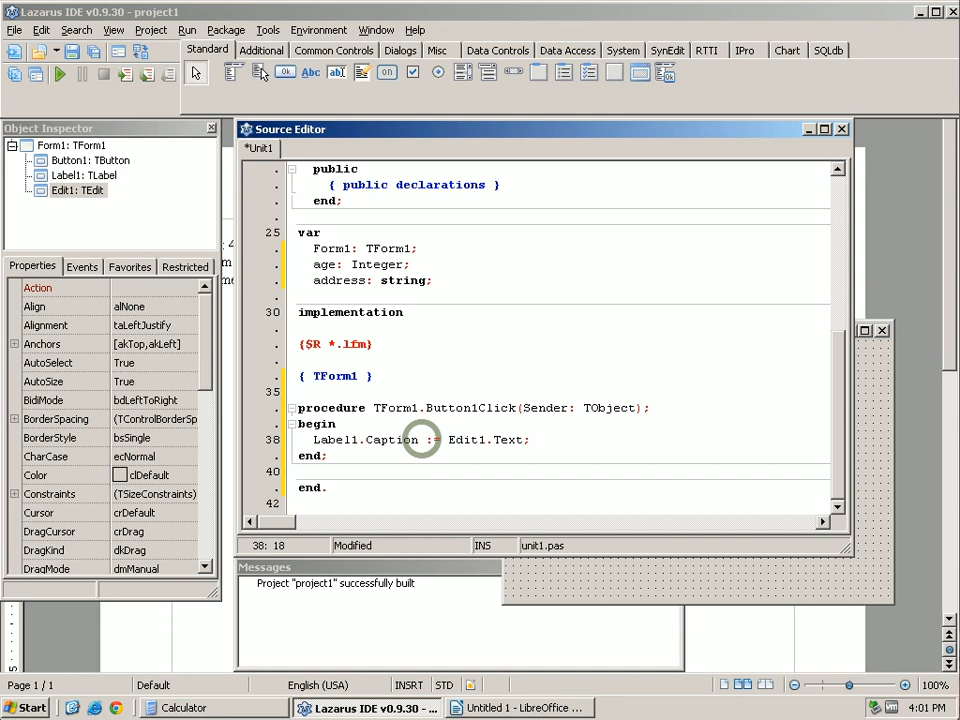 Lazarus IDE v0.9.30 - project1
File Edit Search View Project Run Package Tools Environment Window Help
Standard Additional Common Controls Dialogs Misc Data Controls Data Access System SynEdit RTTI IPro Chart SQLdb
Ok Abc ab on
Object Inspector
Form1: TForm1
Button1: TButton
Label1: TLabel
Edit1: TEdit
Properties Events Favorites Restricted
Action
Align alNone
Alignment taLeftJustify
Anchors [akTop,akLeft]
AutoSelect True
AutoSize True
BidiMode bdLeftToRight
BorderSpacing (TControlBorderSp
BorderStyle bsSingle
CharCase ecNormal
Color clDefault
Constraints (TSizeConstraints)
Cursor crDefault
DragCursor crDrag
DragKind dkDrag
DragMode dmManual
Source Editor
*Unit1
public
{ public declarations }
end;
25 var
Form1: TForm1;
age: Integer;
address: string;
30 implementation
{$R *.lfm}
{ TForm1 }
35
procedure TForm1.Button1Click(Sender: TObject);
begin
38 Label1.Caption := Edit1.Text;
end;
40
end.
42
38: 18 Modified INS unit1.pas
Messages
Project "project1" successfully built
Page 1 / 1 Default English (USA) INSRT STD 100%
Start Calculator Lazarus IDE v0.9.30 - ... Untitled 1 - LibreOffice ... 4:01 PM